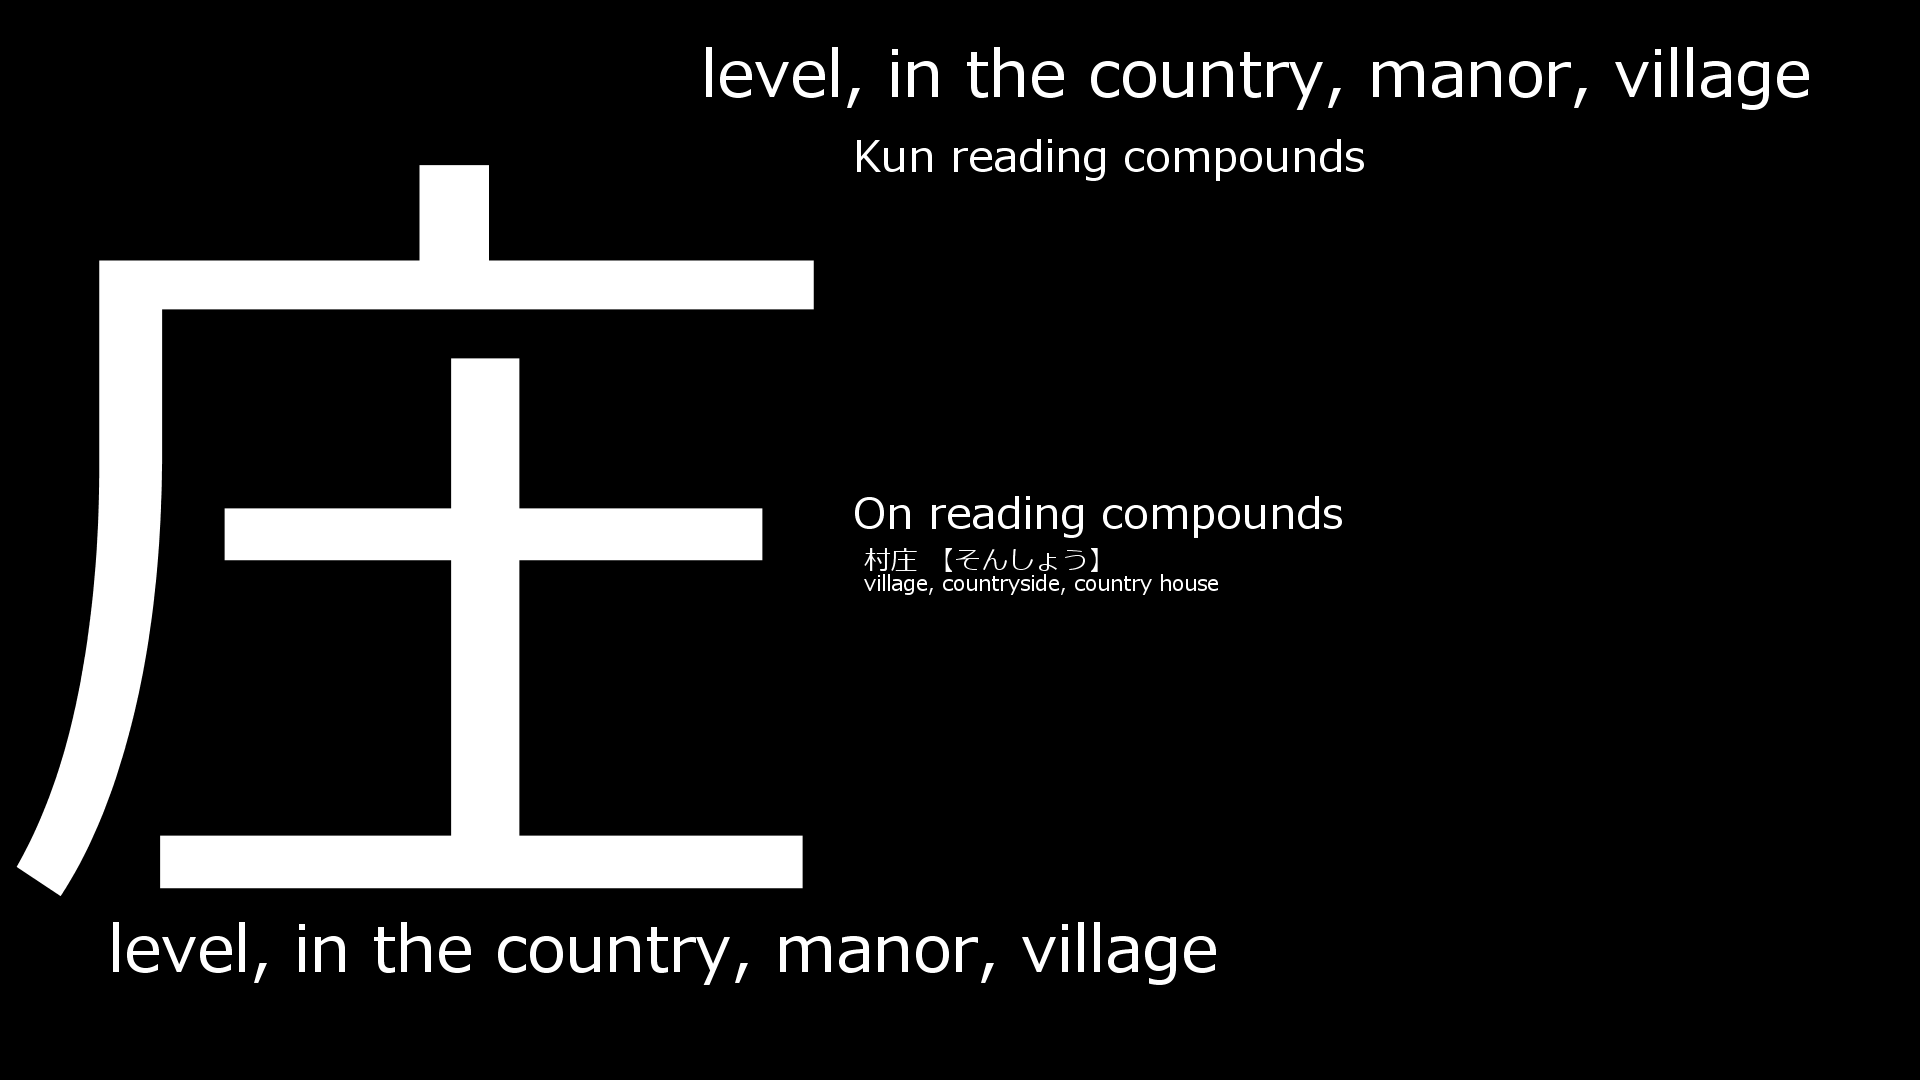 level, in the country, manor, village
Kun reading compounds
庄
On reading compounds
村庄 【そんしょう】
village, countryside, country house
level, in the country, manor, village